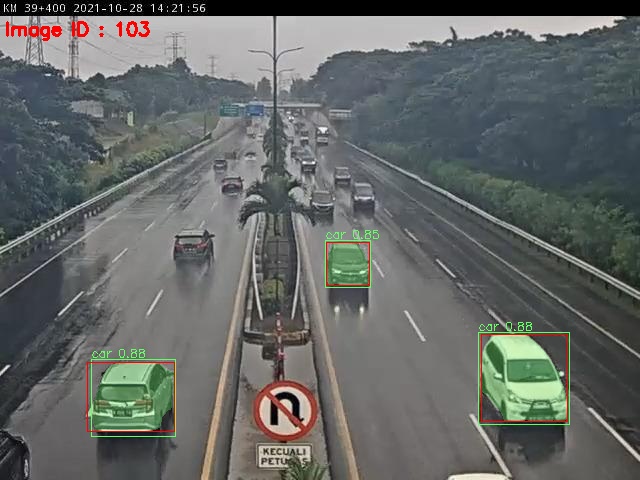 KM 39+400 2021-10-28 14:21:56
Image ID : 103
car 0.85
car 0.88
car 0.88
KECUALI
PETUGAS